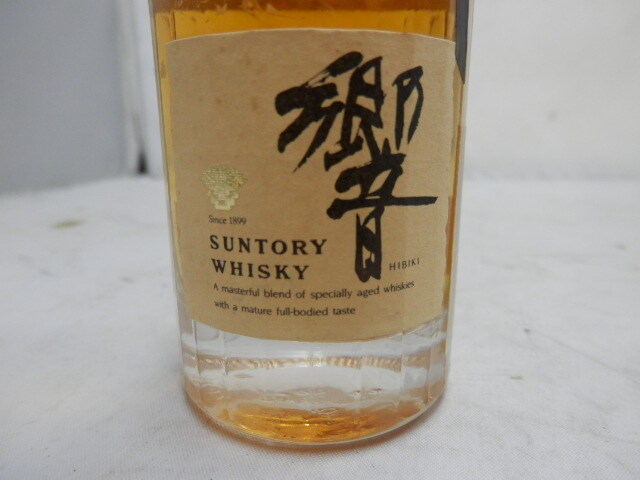 響
Since 1899
SUNTORY
WHISKY
HIBIKI
A masterful blend of specially aged whiskies
with a mature full-bodied taste